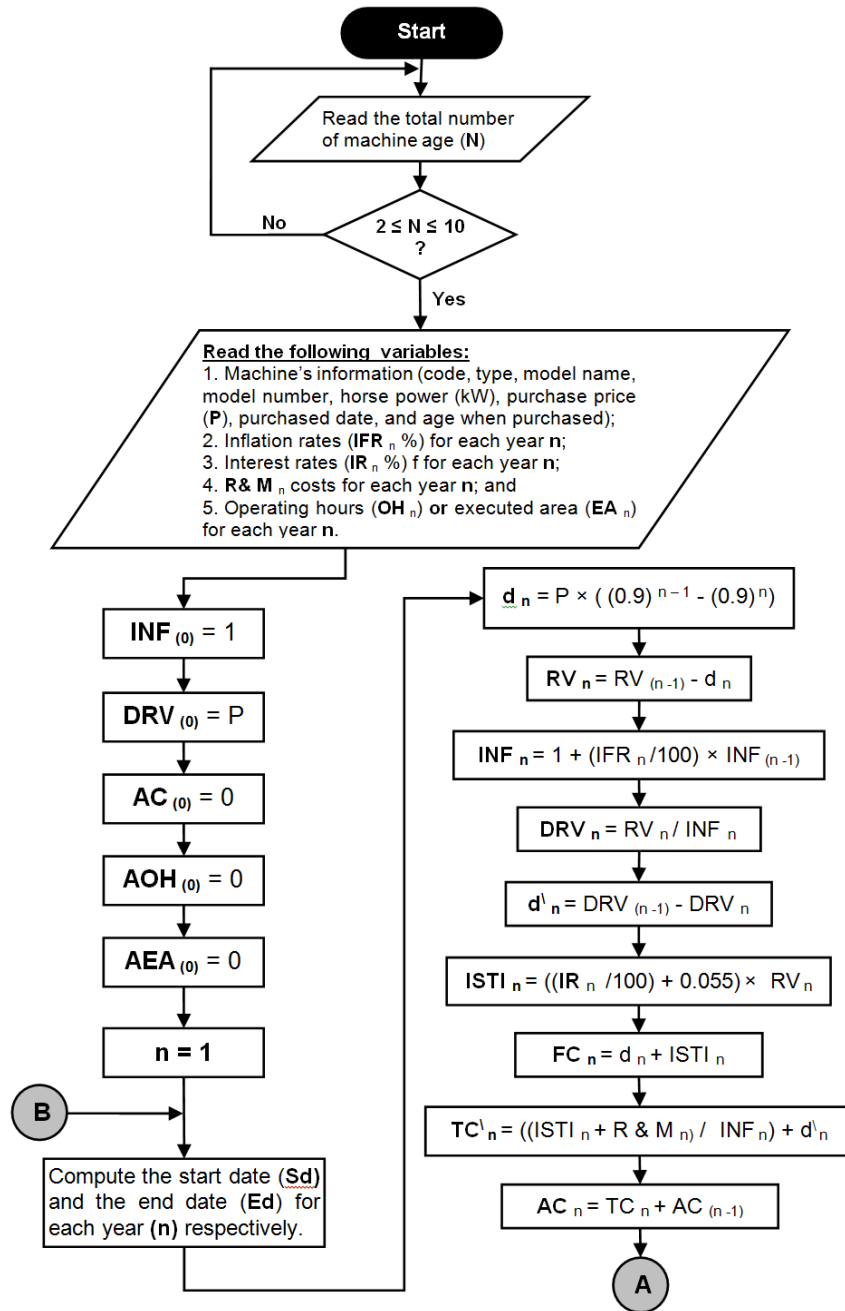 Start
Read the total number
of machine age (N)
2 ≤ N ≤ 10
?
No
Yes
Read the following variables:
1. Machine's information (code, type, model name,
model number, horse power (kW), purchase price
(P), purchased date, and age when purchased);
2. Inflation rates (IFR n %) for each year n;
3. Interest rates (IR n %) f for each year n;
4. R& M n costs for each year n; and
5. Operating hours (OH n) or executed area (EA n)
for each year n.
INF (0) = 1
DRV (0) = P
AC (0) = 0
AOH (0) = 0
AEA (0) = 0
n = 1
B
Compute the start date (Sd)
and the end date (Ed) for
each year (n) respectively.
d n = P × ( (0.9) n – 1 - (0.9) n)
RV n = RV (n-1) - d n
INF n = 1 + (IFR n /100) × INF (n -1)
DRV n = RV n / INF n
d\ n = DRV (n-1) - DRV n
ISTI n = ((IR n /100) + 0.055) × RV n
FC n = d n + ISTI n
TC\ n = ((ISTI n + R & M n) / INF n) + d\ n
AC n = TC n + AC (n -1)
A